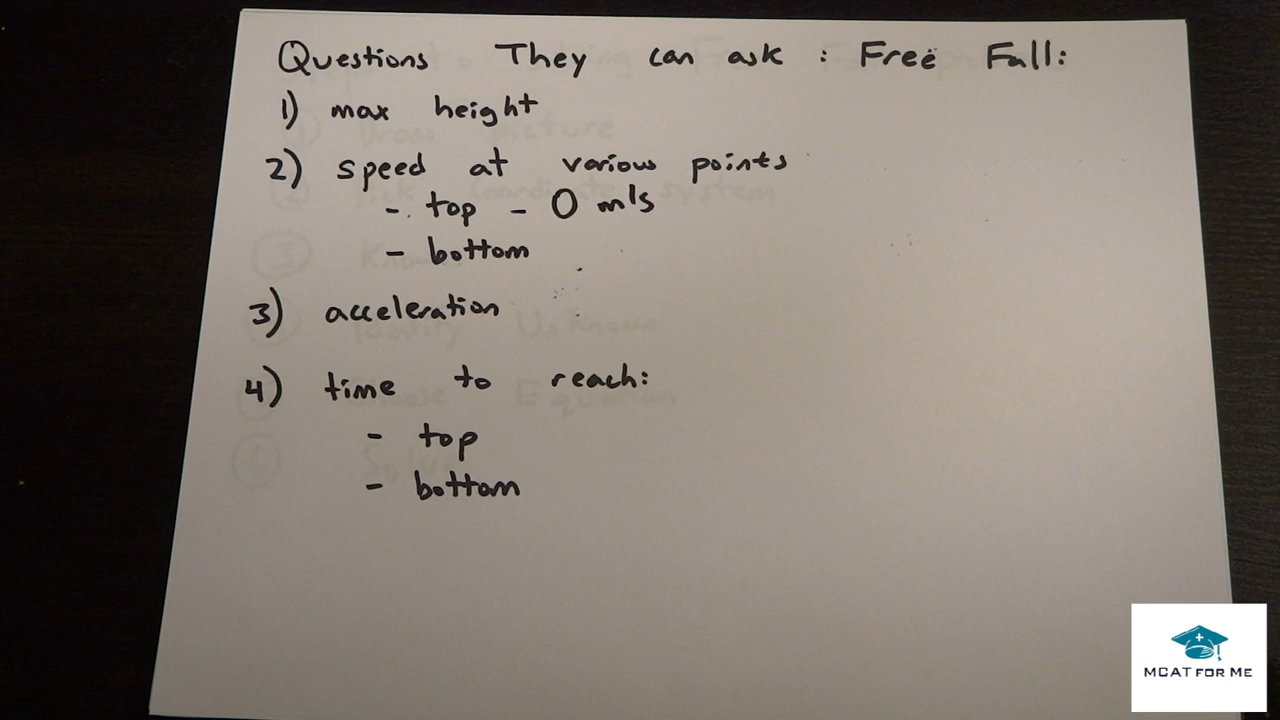 Questions They can ask : Free Fall:
1) max height
2) speed at various points
- top - 0 m/s
- bottom
3) acceleration
4) time to reach:
- top
- bottom
MCAT FOR ME